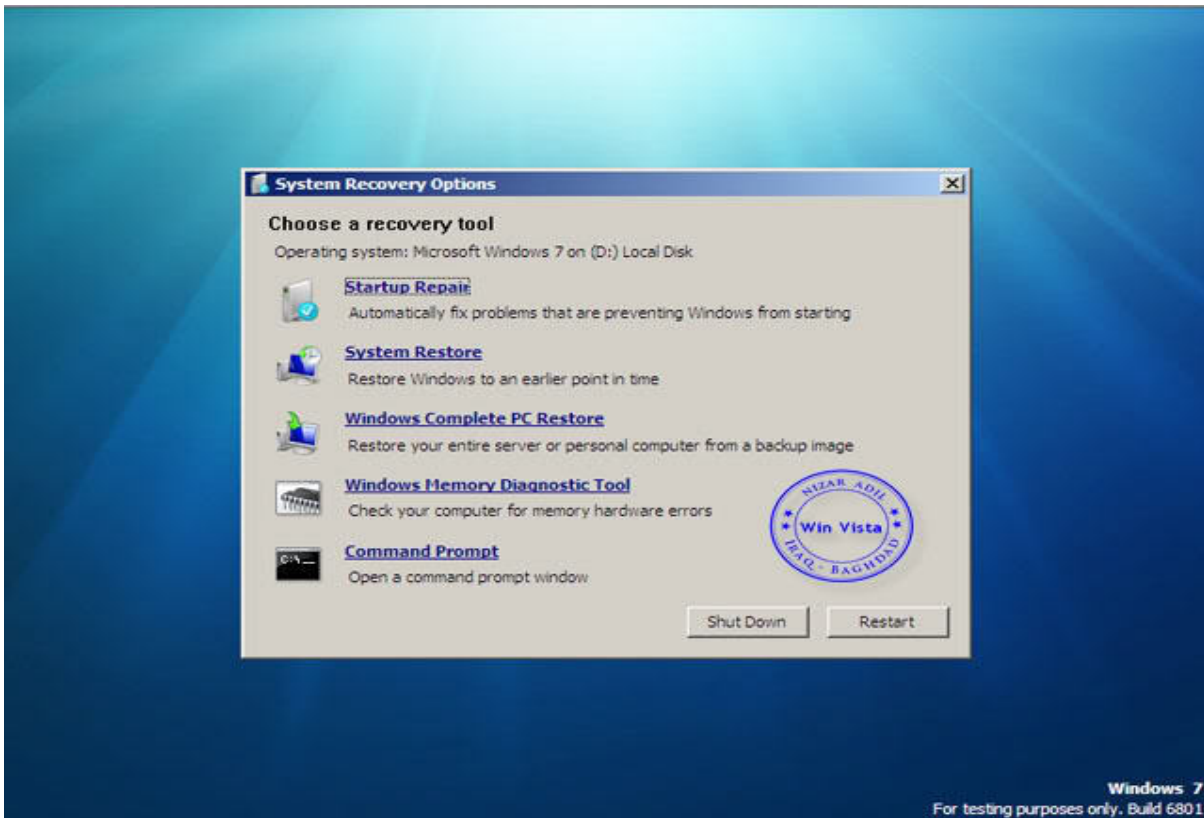 System Recovery Options
Choose a recovery tool
Operating system: Microsoft Windows 7 on (D:) Local Disk
Startup Repair
Automatically fix problems that are preventing Windows from starting
System Restore
Restore Windows to an earlier point in time
Windows Complete PC Restore
Restore your entire server or personal computer from a backup image
Windows Memory Diagnostic Tool
Check your computer for memory hardware errors
NIZAR ADIL
Win Vista
IRAQ - BAGHDAD
C:\
Command Prompt
Open a command prompt window
Shut Down
Restart
Windows 7
For testing purposes only. Build 6801